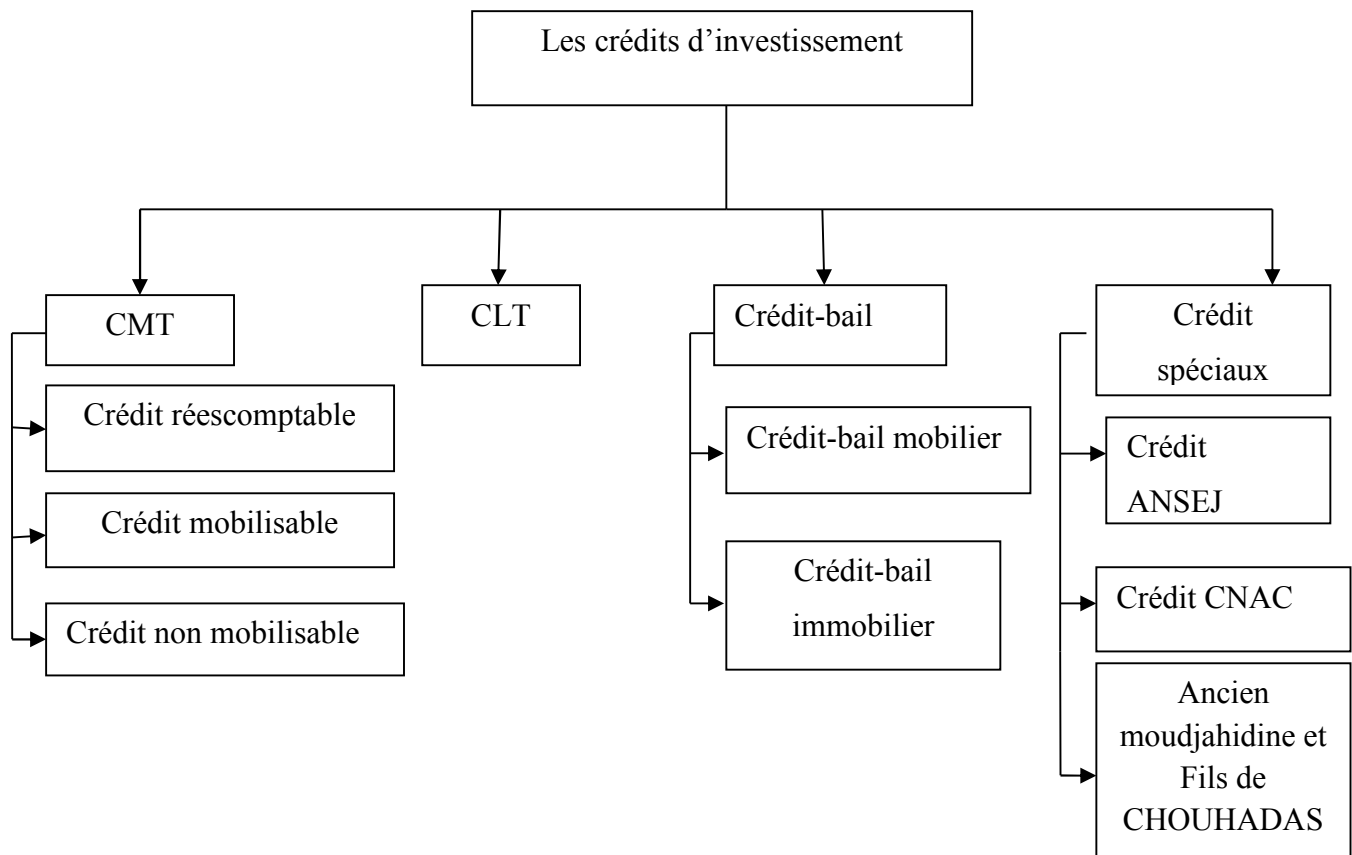 Les crédits d’investissement
CMT
CLT
Crédit-bail
Crédit
spéciaux
Crédit réescomptable
Crédit mobilisable
Crédit non mobilisable
Crédit-bail mobilier
Crédit-bail
immobilier
Crédit
ANSEJ
Crédit CNAC
Ancien
moudjahidine et
Fils de
CHOUHADAS